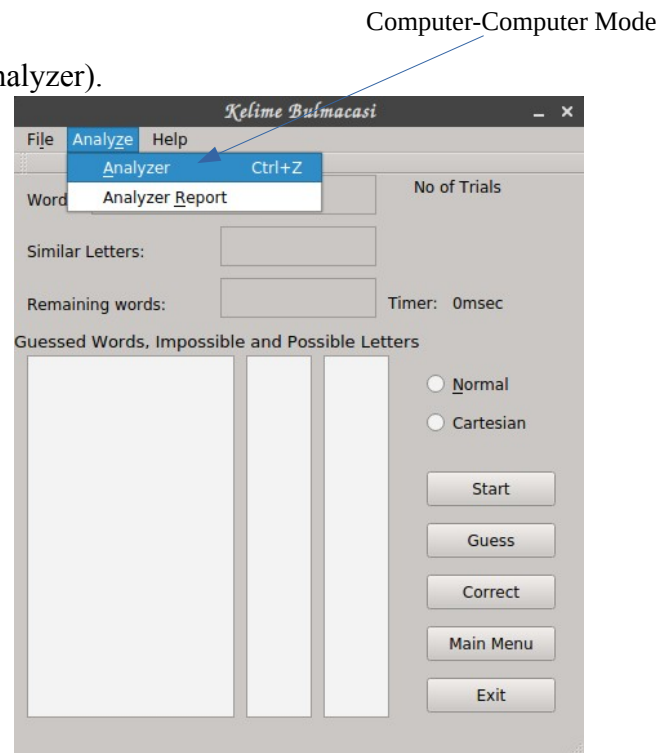 Computer-Computer Mode
nalyzer).
Kelime Bulmacasi
File Analyze Help
Analyzer Ctrl+Z
Analyzer Report
Word No of Trials
Similar Letters:
Remaining words: Timer: 0msec
Guessed Words, Impossible and Possible Letters
Normal
Cartesian
Start
Guess
Correct
Main Menu
Exit